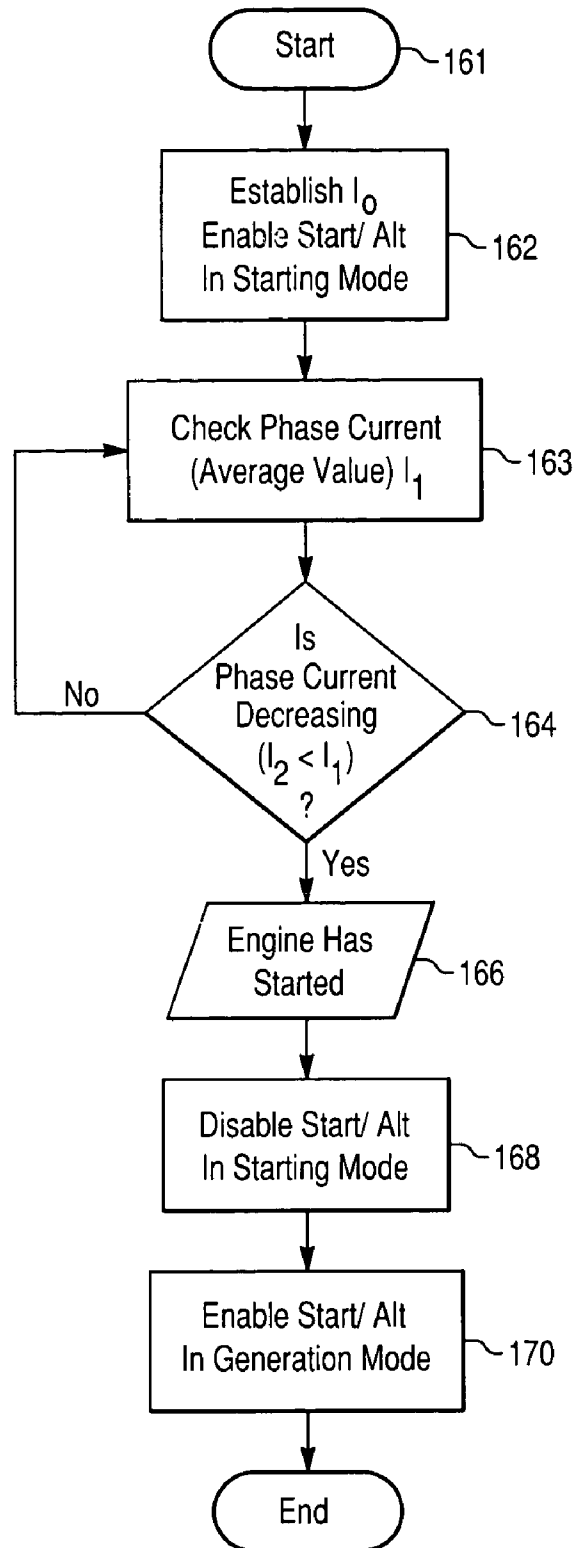 Start
161
Establish I0
Enable Start/ Alt
In Starting Mode
162
Check Phase Current
(Average Value) I1
163
Is
Phase Current
Decreasing
(I2 < I1)
?
164
No
Yes
Engine Has
Started
166
Disable Start/ Alt
In Starting Mode
168
Enable Start/ Alt
In Generation Mode
170
End